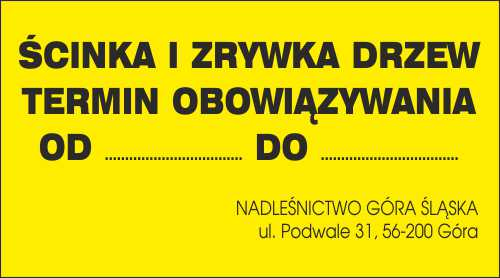 ŚCINKA I ZRYWKA DRZEW
TERMIN OBOWIĄZYWANIA
OD .................................. DO ..................................
NADLEŚNICTWO GÓRA ŚLĄSKA
ul. Podwale 31, 56-200 Góra